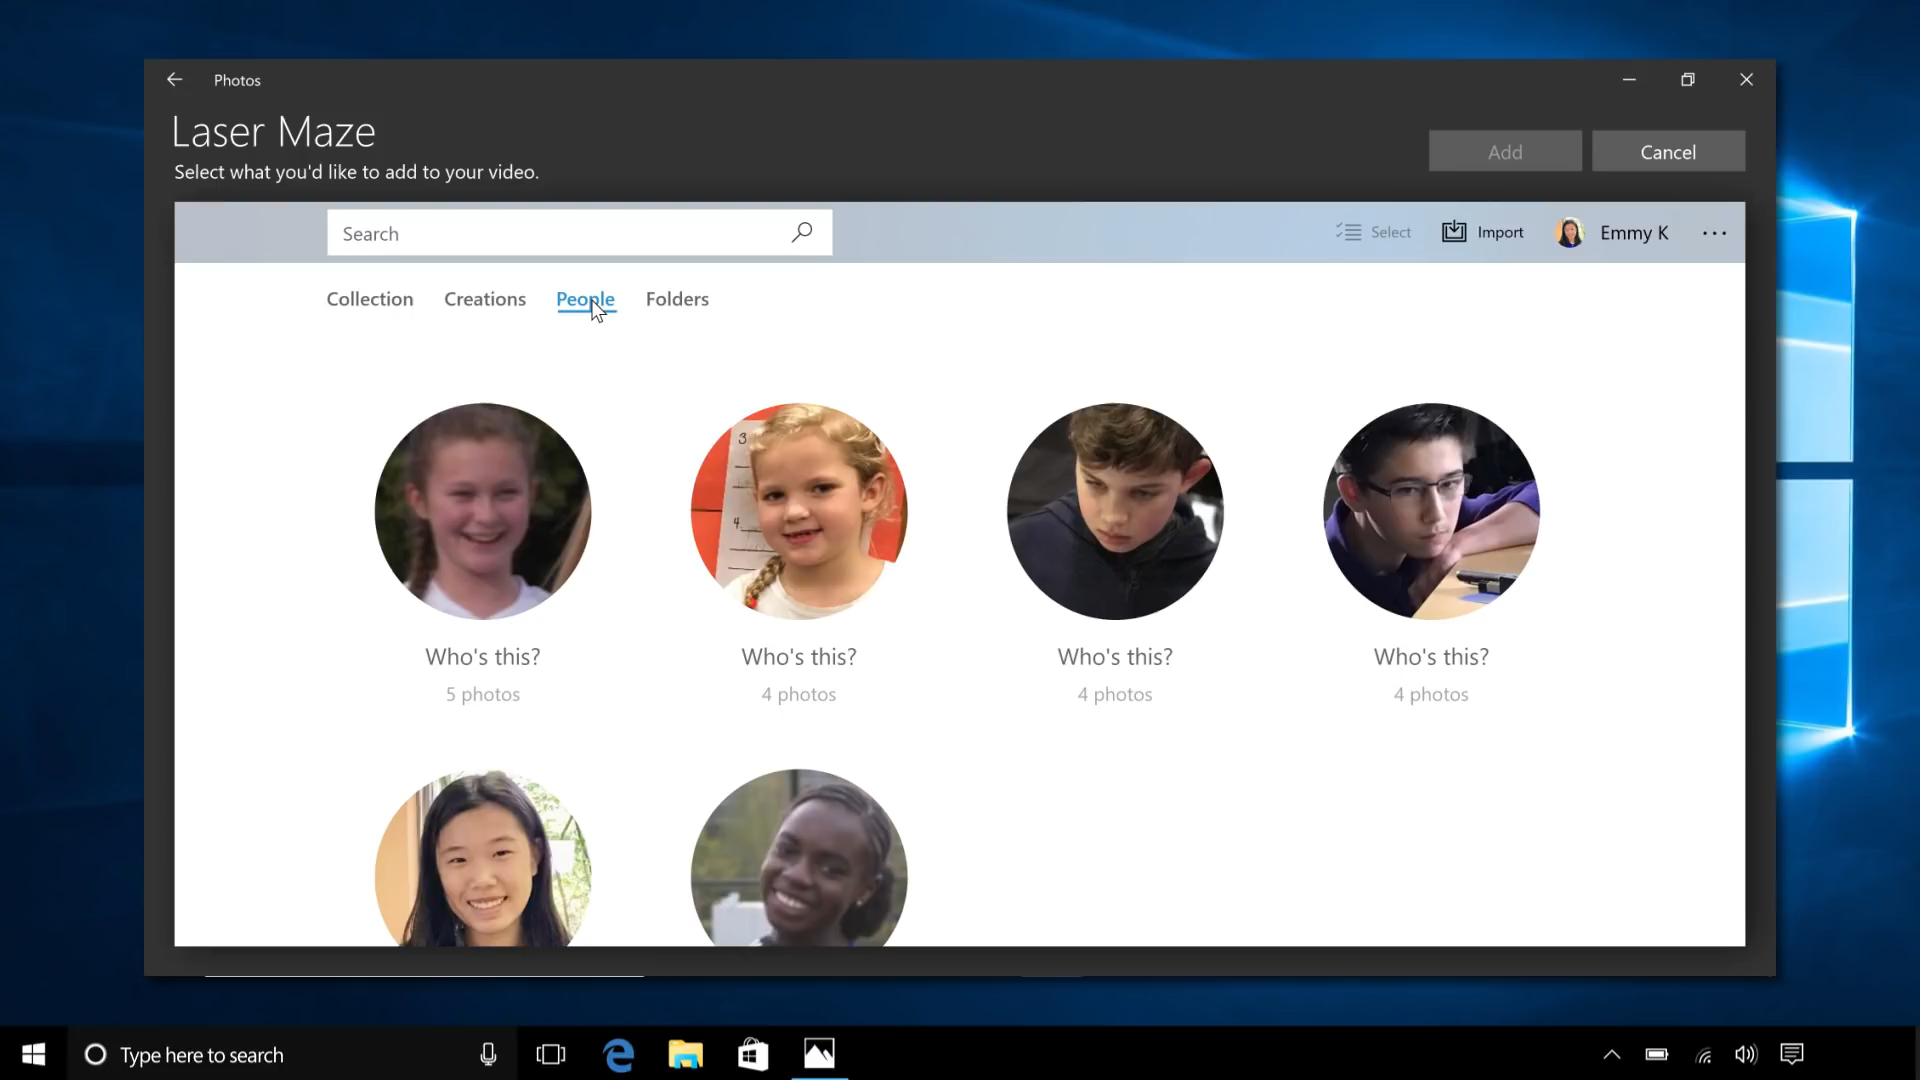 Photos
Laser Maze
Select what you'd like to add to your video.
Add
Cancel
Search
Select
Import
Emmy K
Collection
Creations
People
Folders
3
4
Who's this?
5 photos
Who's this?
4 photos
Who's this?
4 photos
Who's this?
4 photos
Type here to search